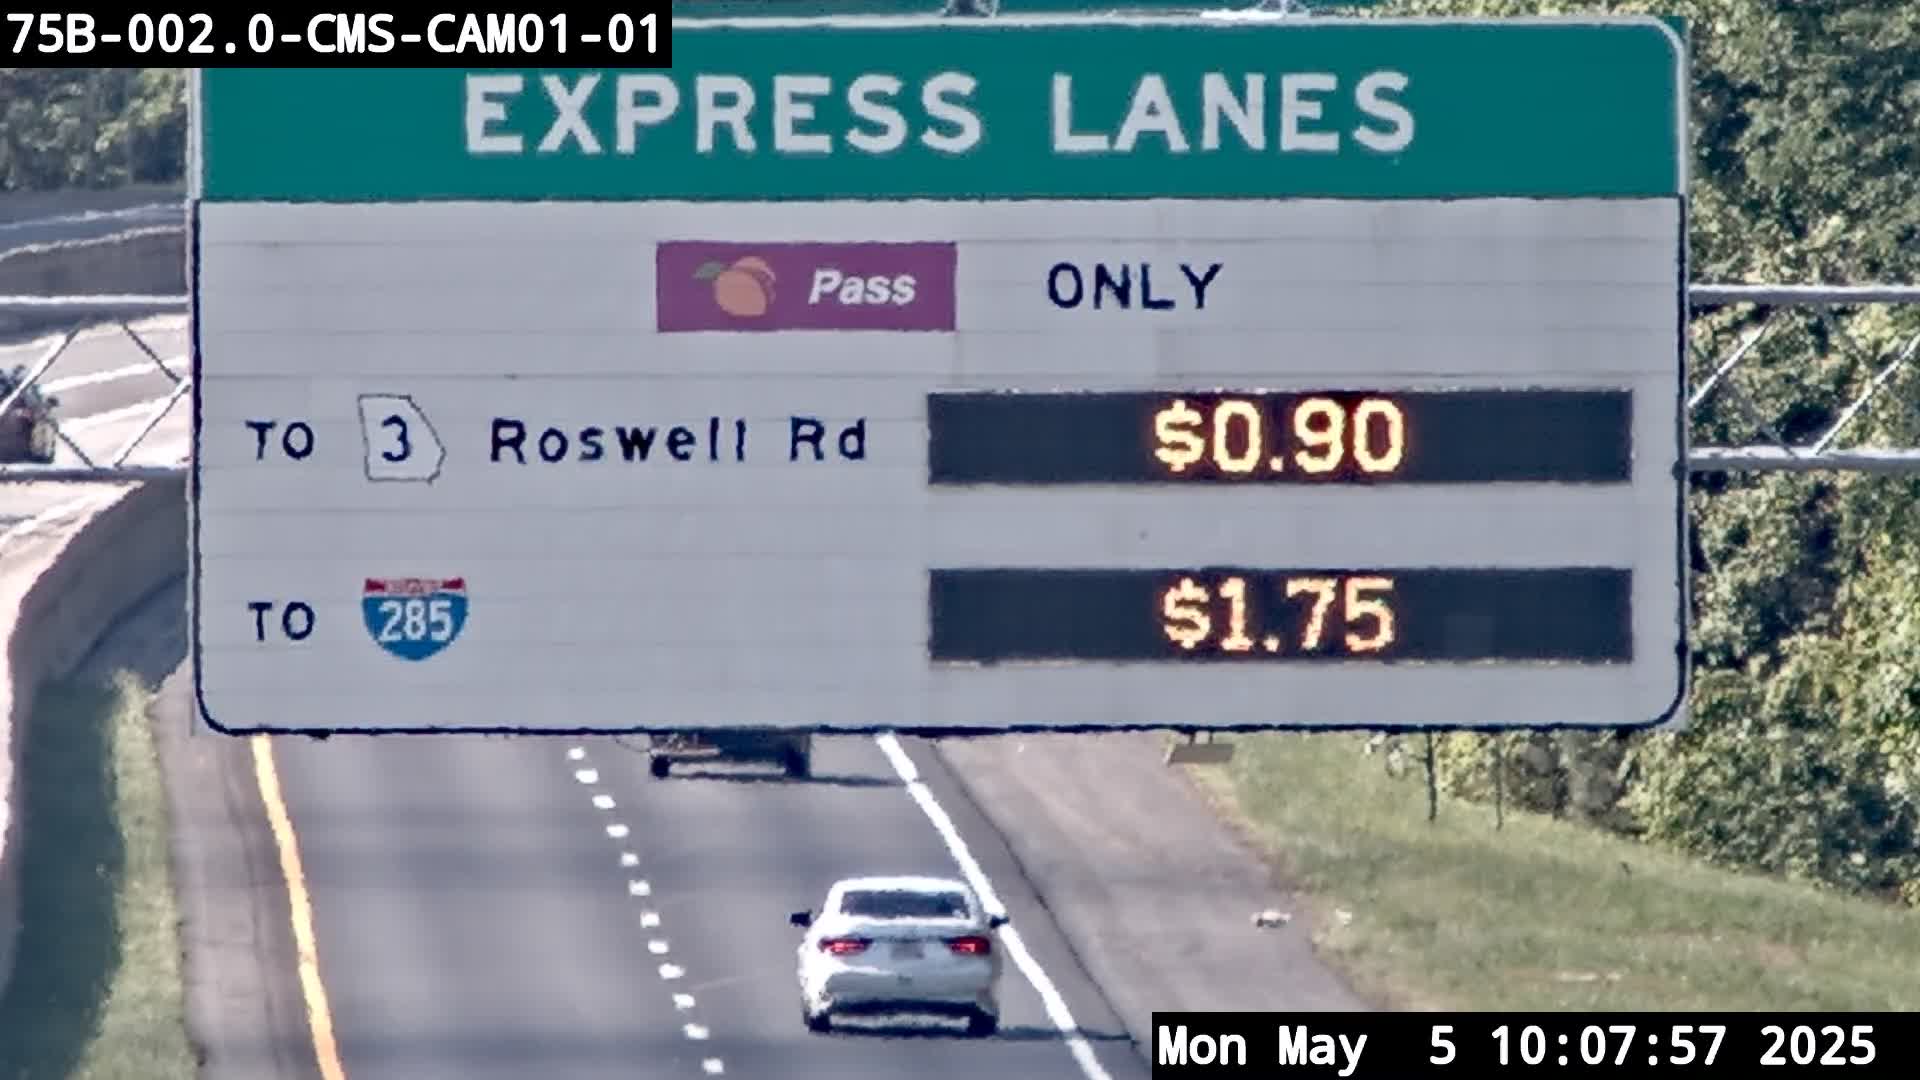 75B-002.0-CMS-CAM01-01
EXPRESS LANES
Pass ONLY
TO 3 Roswell Rd $0.90
TO 285 $1.75
Mon May 5 10:07:57 2025